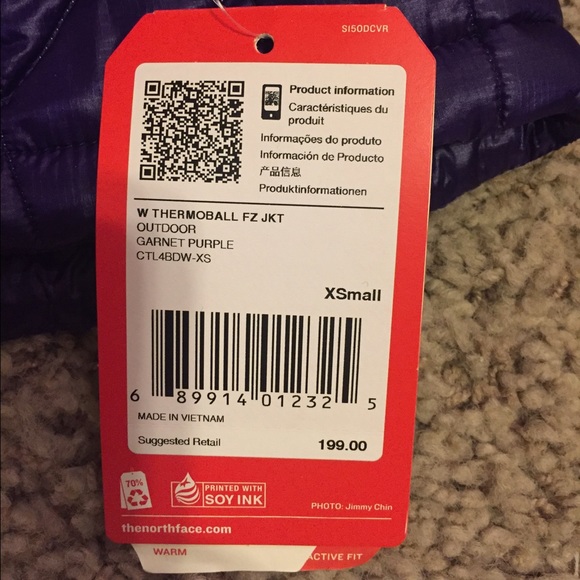 SI50DCVR
Product information
Caractéristiques du
produit
Informações do produto
Información de Producto
产品信息
Produktinformationen
W THERMOBALL FZ JKT
OUTDOOR
GARNET PURPLE
CTL4BDW-XS
XSmall
6 89914 01232 5
MADE IN VIETNAM
Suggested Retail 199.00
70%
PRINTED WITH
SOY INK
PHOTO: Jimmy Chin
thenorthface.com
WARM ACTIVE FIT